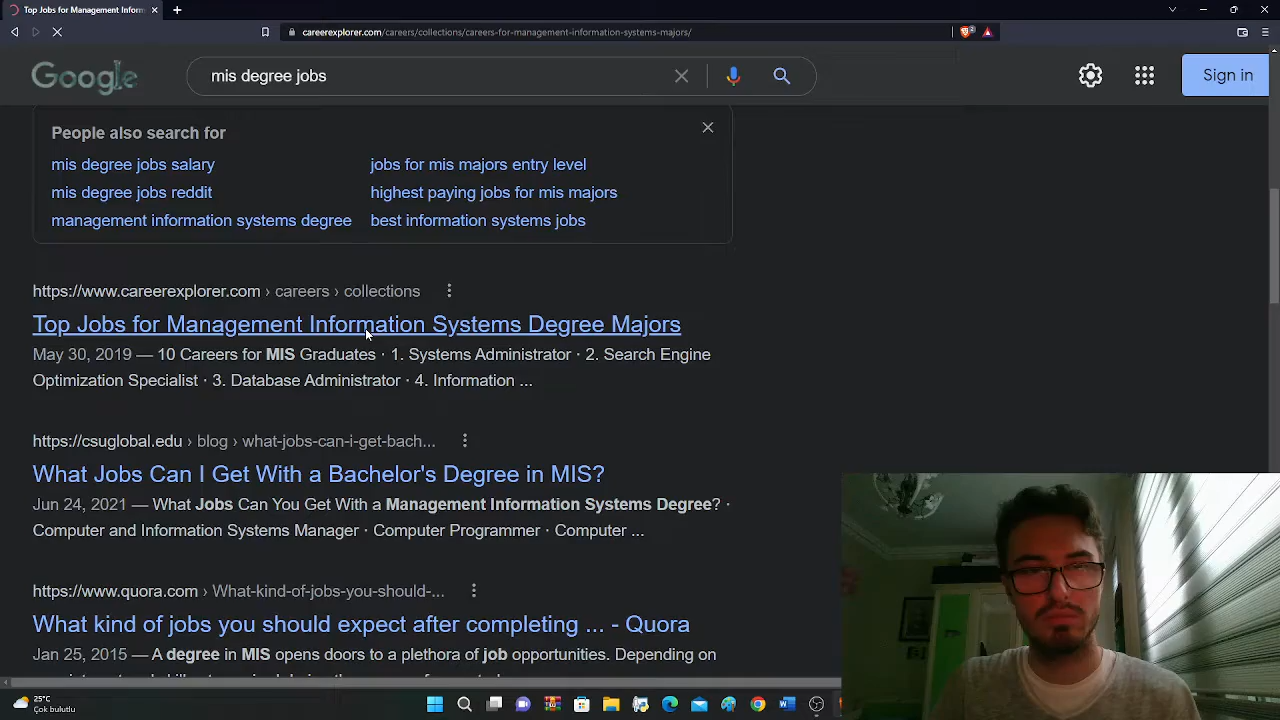 Top Jobs for Management Inform
careerexplorer.com/careers/collections/careers-for-management-information-systems-majors/
2
Google
mis degree jobs
Sign in
People also search for
mis degree jobs salary
jobs for mis majors entry level
mis degree jobs reddit
highest paying jobs for mis majors
management information systems degree
best information systems jobs
https://www.careerexplorer.com › careers › collections
Top Jobs for Management Information Systems Degree Majors
May 30, 2019 — 10 Careers for MIS Graduates · 1. Systems Administrator · 2. Search Engine
Optimization Specialist · 3. Database Administrator · 4. Information ...
https://csuglobal.edu › blog › what-jobs-can-i-get-bach...
What Jobs Can I Get With a Bachelor's Degree in MIS?
Jun 24, 2021 — What Jobs Can You Get With a Management Information Systems Degree? ·
Computer and Information Systems Manager · Computer Programmer · Computer ...
https://www.quora.com › What-kind-of-jobs-you-should-...
What kind of jobs you should expect after completing ... - Quora
Jan 25, 2015 — A degree in MIS opens doors to a plethora of job opportunities. Depending on
25°C
Çok bulutlu